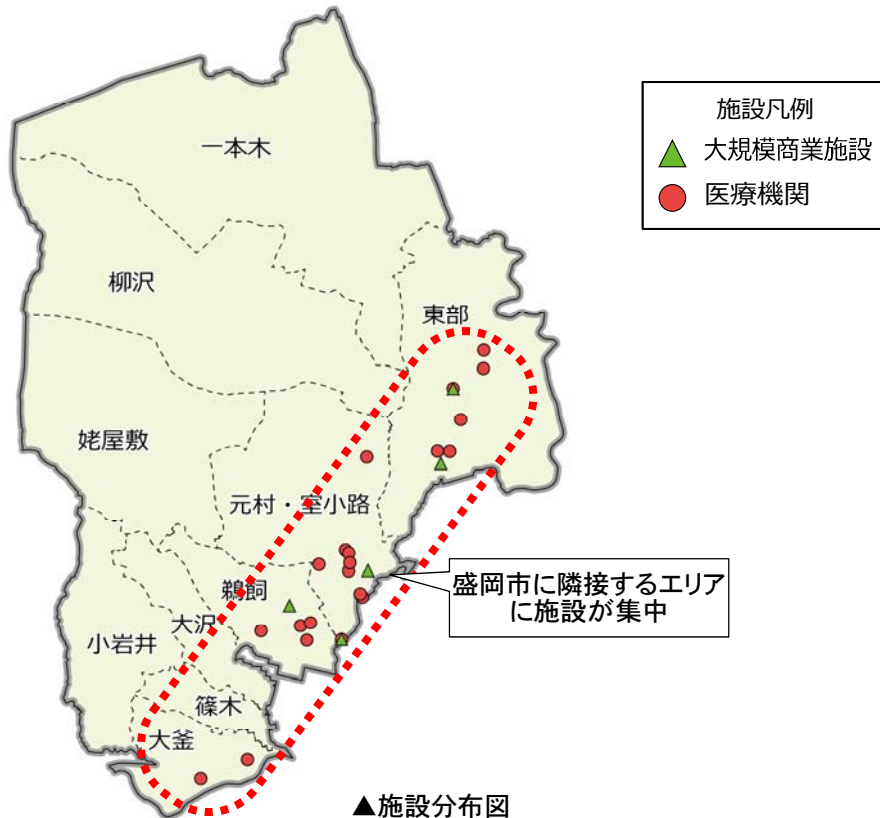 施設凡例
大規模商業施設
医療機関
一本木
柳沢
東部
姥屋敷
元村・室小路
鵜飼
大沢
小岩井
篠木
大釜
盛岡市に隣接するエリア
に施設が集中
▲施設分布図